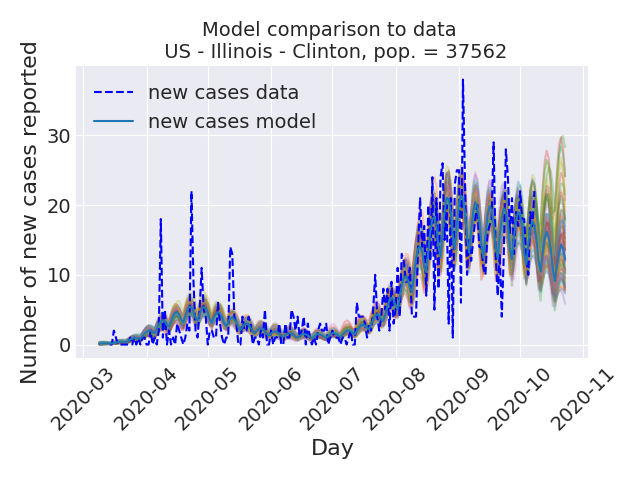 Model comparison to data
US - Illinois - Clinton, pop. = 37562
Number of new cases reported
new cases data
new cases model
30
20
10
0
2020-03
2020-04
2020-05
2020-06
2020-07
2020-08
2020-09
2020-10
2020-11
Day